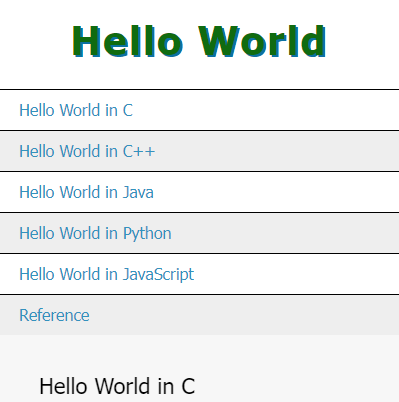 Hello World
Hello World in C
Hello World in C++
Hello World in Java
Hello World in Python
Hello World in JavaScript
Reference
Hello World in C